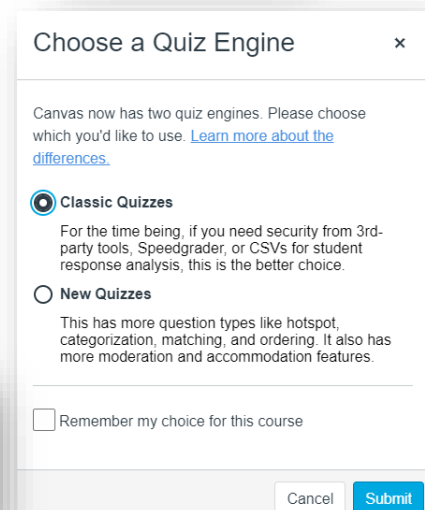 Choose a Quiz Engine ×
Canvas now has two quiz engines. Please choose
which you'd like to use. Learn more about the
differences.
Classic Quizzes
For the time being, if you need security from 3rd-
party tools, Speedgrader, or CSVs for student
response analysis, this is the better choice.
New Quizzes
This has more question types like hotspot,
categorization, matching, and ordering. It also has
more moderation and accommodation features.
Remember my choice for this course
Cancel Submit